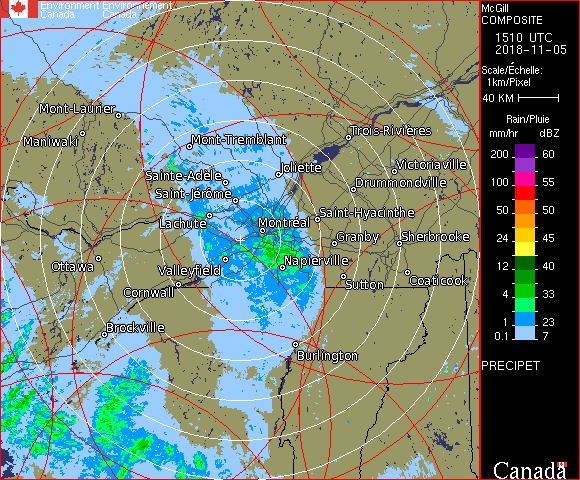 Environment Environnement
Canada Canada
McGill
COMPOSITE
1510 UTC
2018-11-05
Scale/Échelle:
1km/Pixel
40 KM
Rain/Pluie
mm/hr dBZ
200 60
100 55
50 50
24 45
12 40
4 33
1 23
0.1 7
PRECIPET
Canada
Mont-Laurier
Maniwaki
Mont-Tremblant
Trois-Rivières
Joliette
Victoriaville
Sainte-Adèle
Drummondville
Saint-Jérôme
Saint-Hyacinthe
Lachute
Montréal
Granby
Sherbrooke
Ottawa
Valleyfield
Napierville
Cornwall
Sutton
Coaticook
Brockville
Burlington